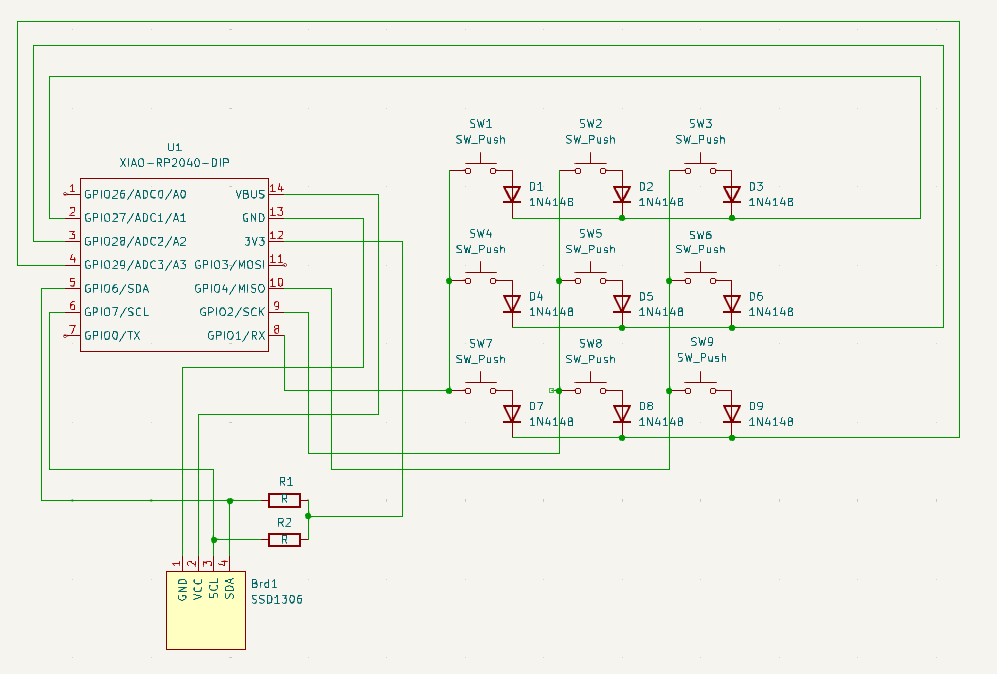 SW1
SW_Push
SW2
SW_Push
SW3
SW_Push
U1
XIAO-RP2040-DIP
1
GPIO26/ADC0/A0
2
GPIO27/ADC1/A1
3
GPIO28/ADC2/A2
4
GPIO29/ADC3/A3
5
GPIO6/SDA
6
GPIO7/SCL
7
GPIO0/TX
VBUS
14
GND
13
3V3
12
GPIO3/MOSI
11
GPIO4/MISO
10
GPIO2/SCK
9
GPIO1/RX
8
D1
1N4148
D2
1N4148
D3
1N4148
SW4
SW_Push
SW5
SW_Push
SW6
SW_Push
D4
1N4148
D5
1N4148
D6
1N4148
SW7
SW_Push
SW8
SW_Push
SW9
SW_Push
D7
1N4148
D8
1N4148
D9
1N4148
R1
R
R2
R
1
2
3
4
GND
VCC
SCL
SDA
Brd1
SSD1306